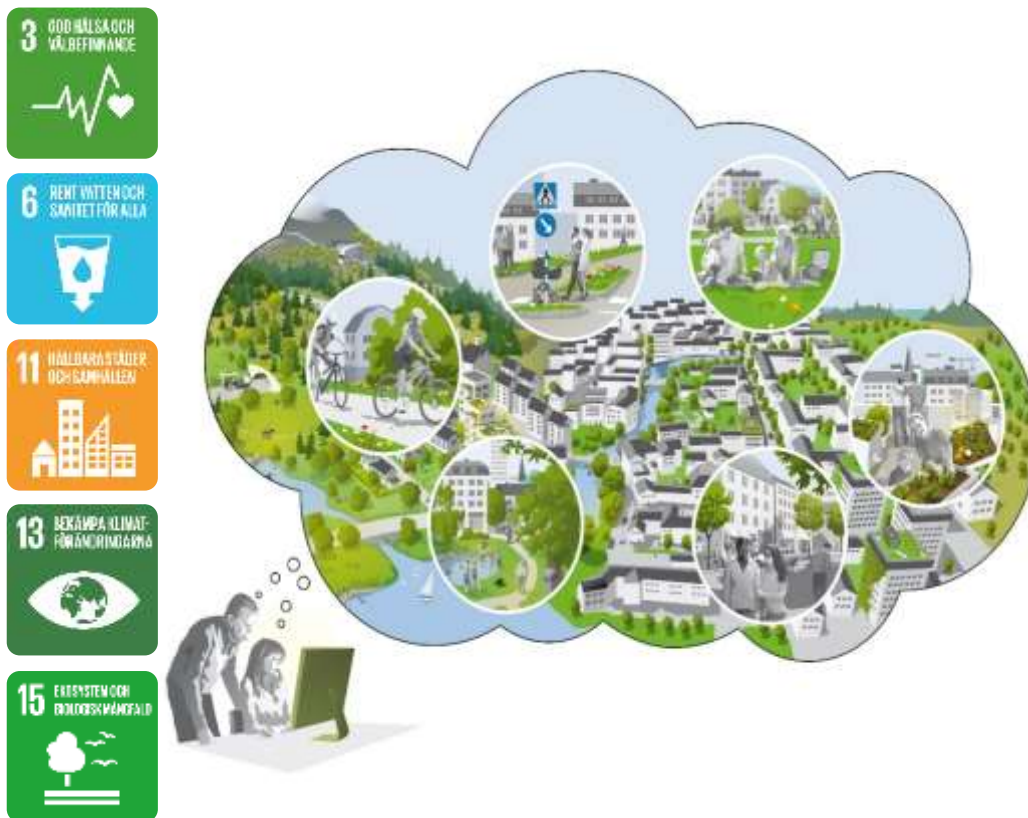 3 GOD HÄLSA OCH
VÄLBEFINNANDE
6 RENT VATTEN OCH
SANITET FÖR ALLA
11 HÅLLBARA STÄDER
OCH SAMHÄLLEN
13 BEKÄMPA KLIMAT-
FÖRÄNDRINGARNA
15 EKOSYSTEM OCH
BIOLOGISK MÅNGFALD